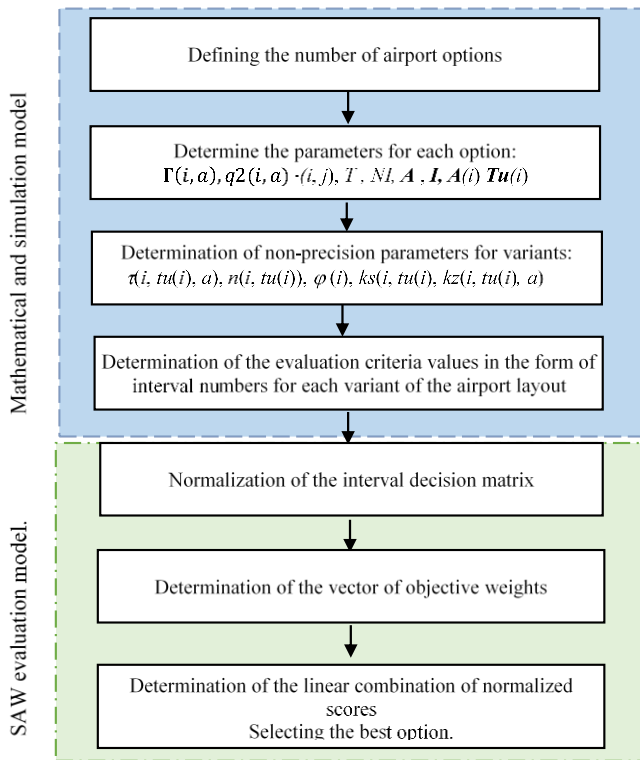 Mathematical and simulation model
Defining the number of airport options
Determine the parameters for each option:
Γ(i, a), q2(i, a) ·(i, j), T , NI, A , I, A(i) Tu(i)
Determination of non-precision parameters for variants:
τ(i, tu(i), a), n(i, tu(i)), φ (i), ks(i, tu(i), kz(i, tu(i), a)
Determination of the evaluation criteria values in the form of
interval numbers for each variant of the airport layout
SAW evaluation model.
Normalization of the interval decision matrix
Determination of the vector of objective weights
Determination of the linear combination of normalized
scores
Selecting the best option.